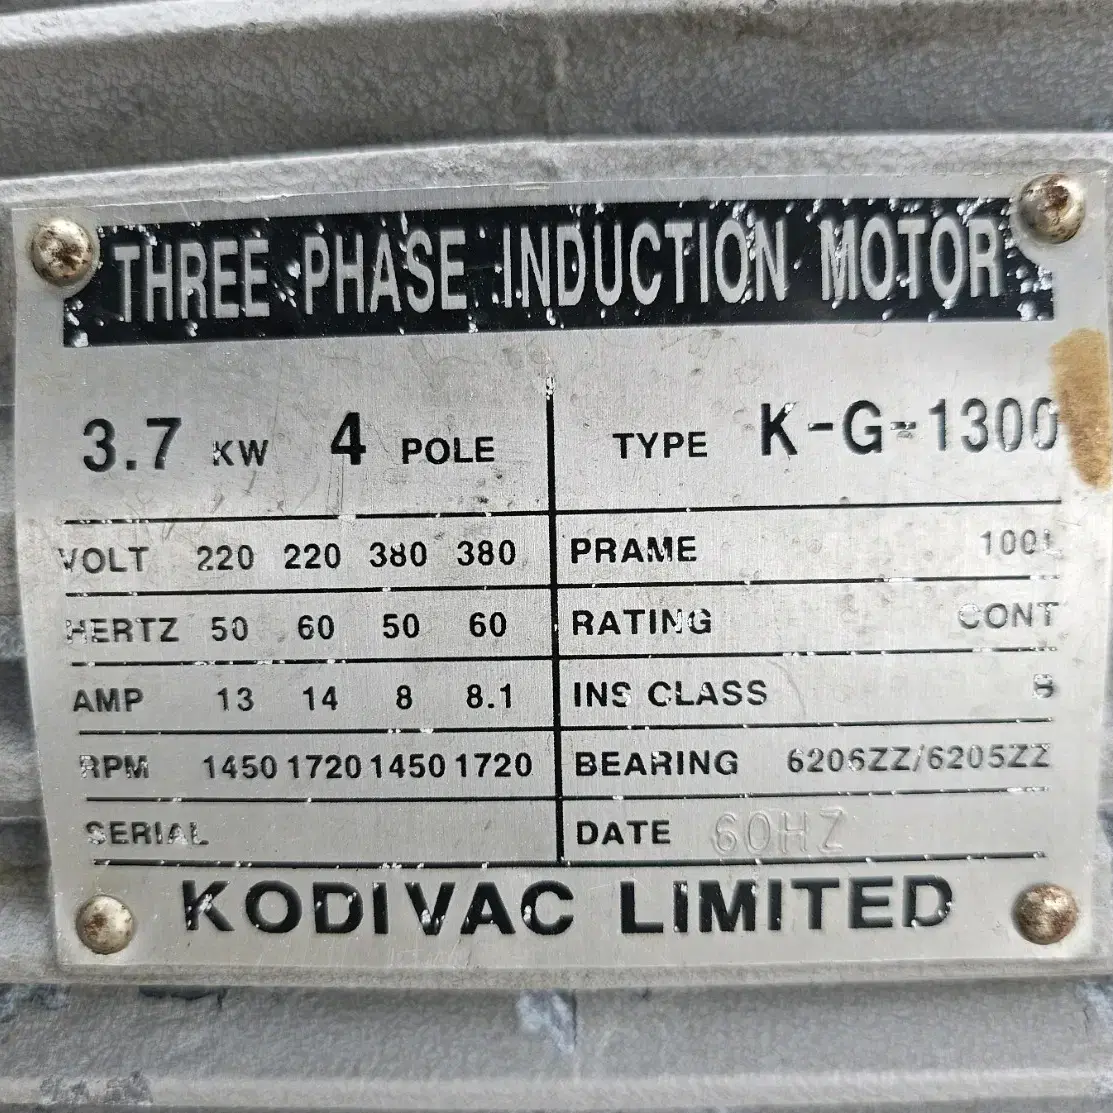 THREE PHASE INDUCTION MOTOR
3.7 KW 4 POLE TYPE K-G-1300
VOLT 220 220 380 380 PRAME 100L
HERTZ 50 60 50 60 RATING CONT
AMP 13 14 8 8.1 INS CLASS
RPM 1450 1720 1450 1720 BEARING 6206ZZ/6205ZZ
SERIAL DATE 60HZ
KODIVAC LIMITED